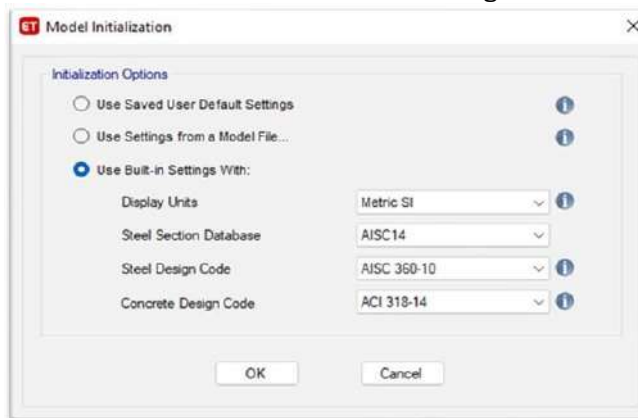 ET Model Initialization
Initialization Options
Use Saved User Default Settings
Use Settings from a Model File...
Use Built-in Settings With:
Display Units Metric SI
Steel Section Database AISC14
Steel Design Code AISC 360-10
Concrete Design Code ACI 318-14
OK Cancel